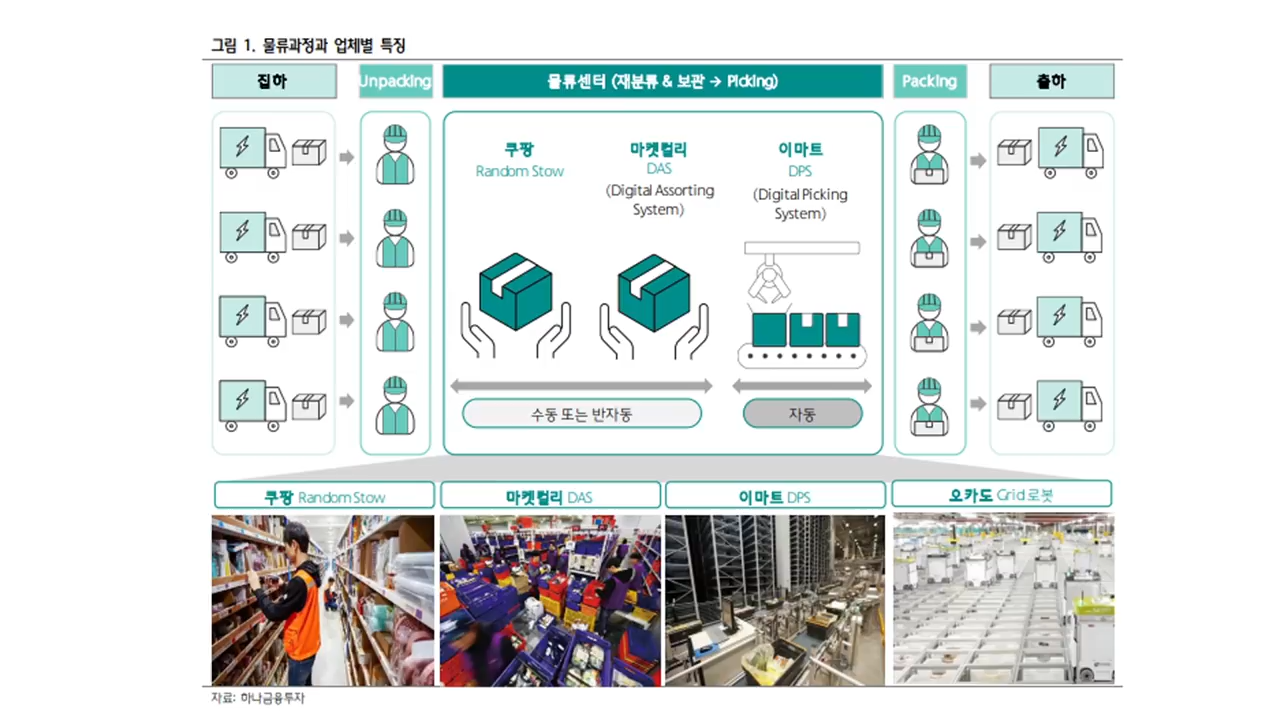 그림 1. 물류과정과 업체별 특징
집하
Unpacking
물류센터 (재분류 & 보관 → Picking)
Packing
출하
쿠팡
Random Stow
마켓컬리
DAS
(Digital Assorting
System)
이마트
DPS
(Digital Picking
System)
수동 또는 반자동
자동
쿠팡 Random Stow
마켓컬리 DAS
이마트 DPS
오카도 Grid 로봇
자료: 하나금융투자